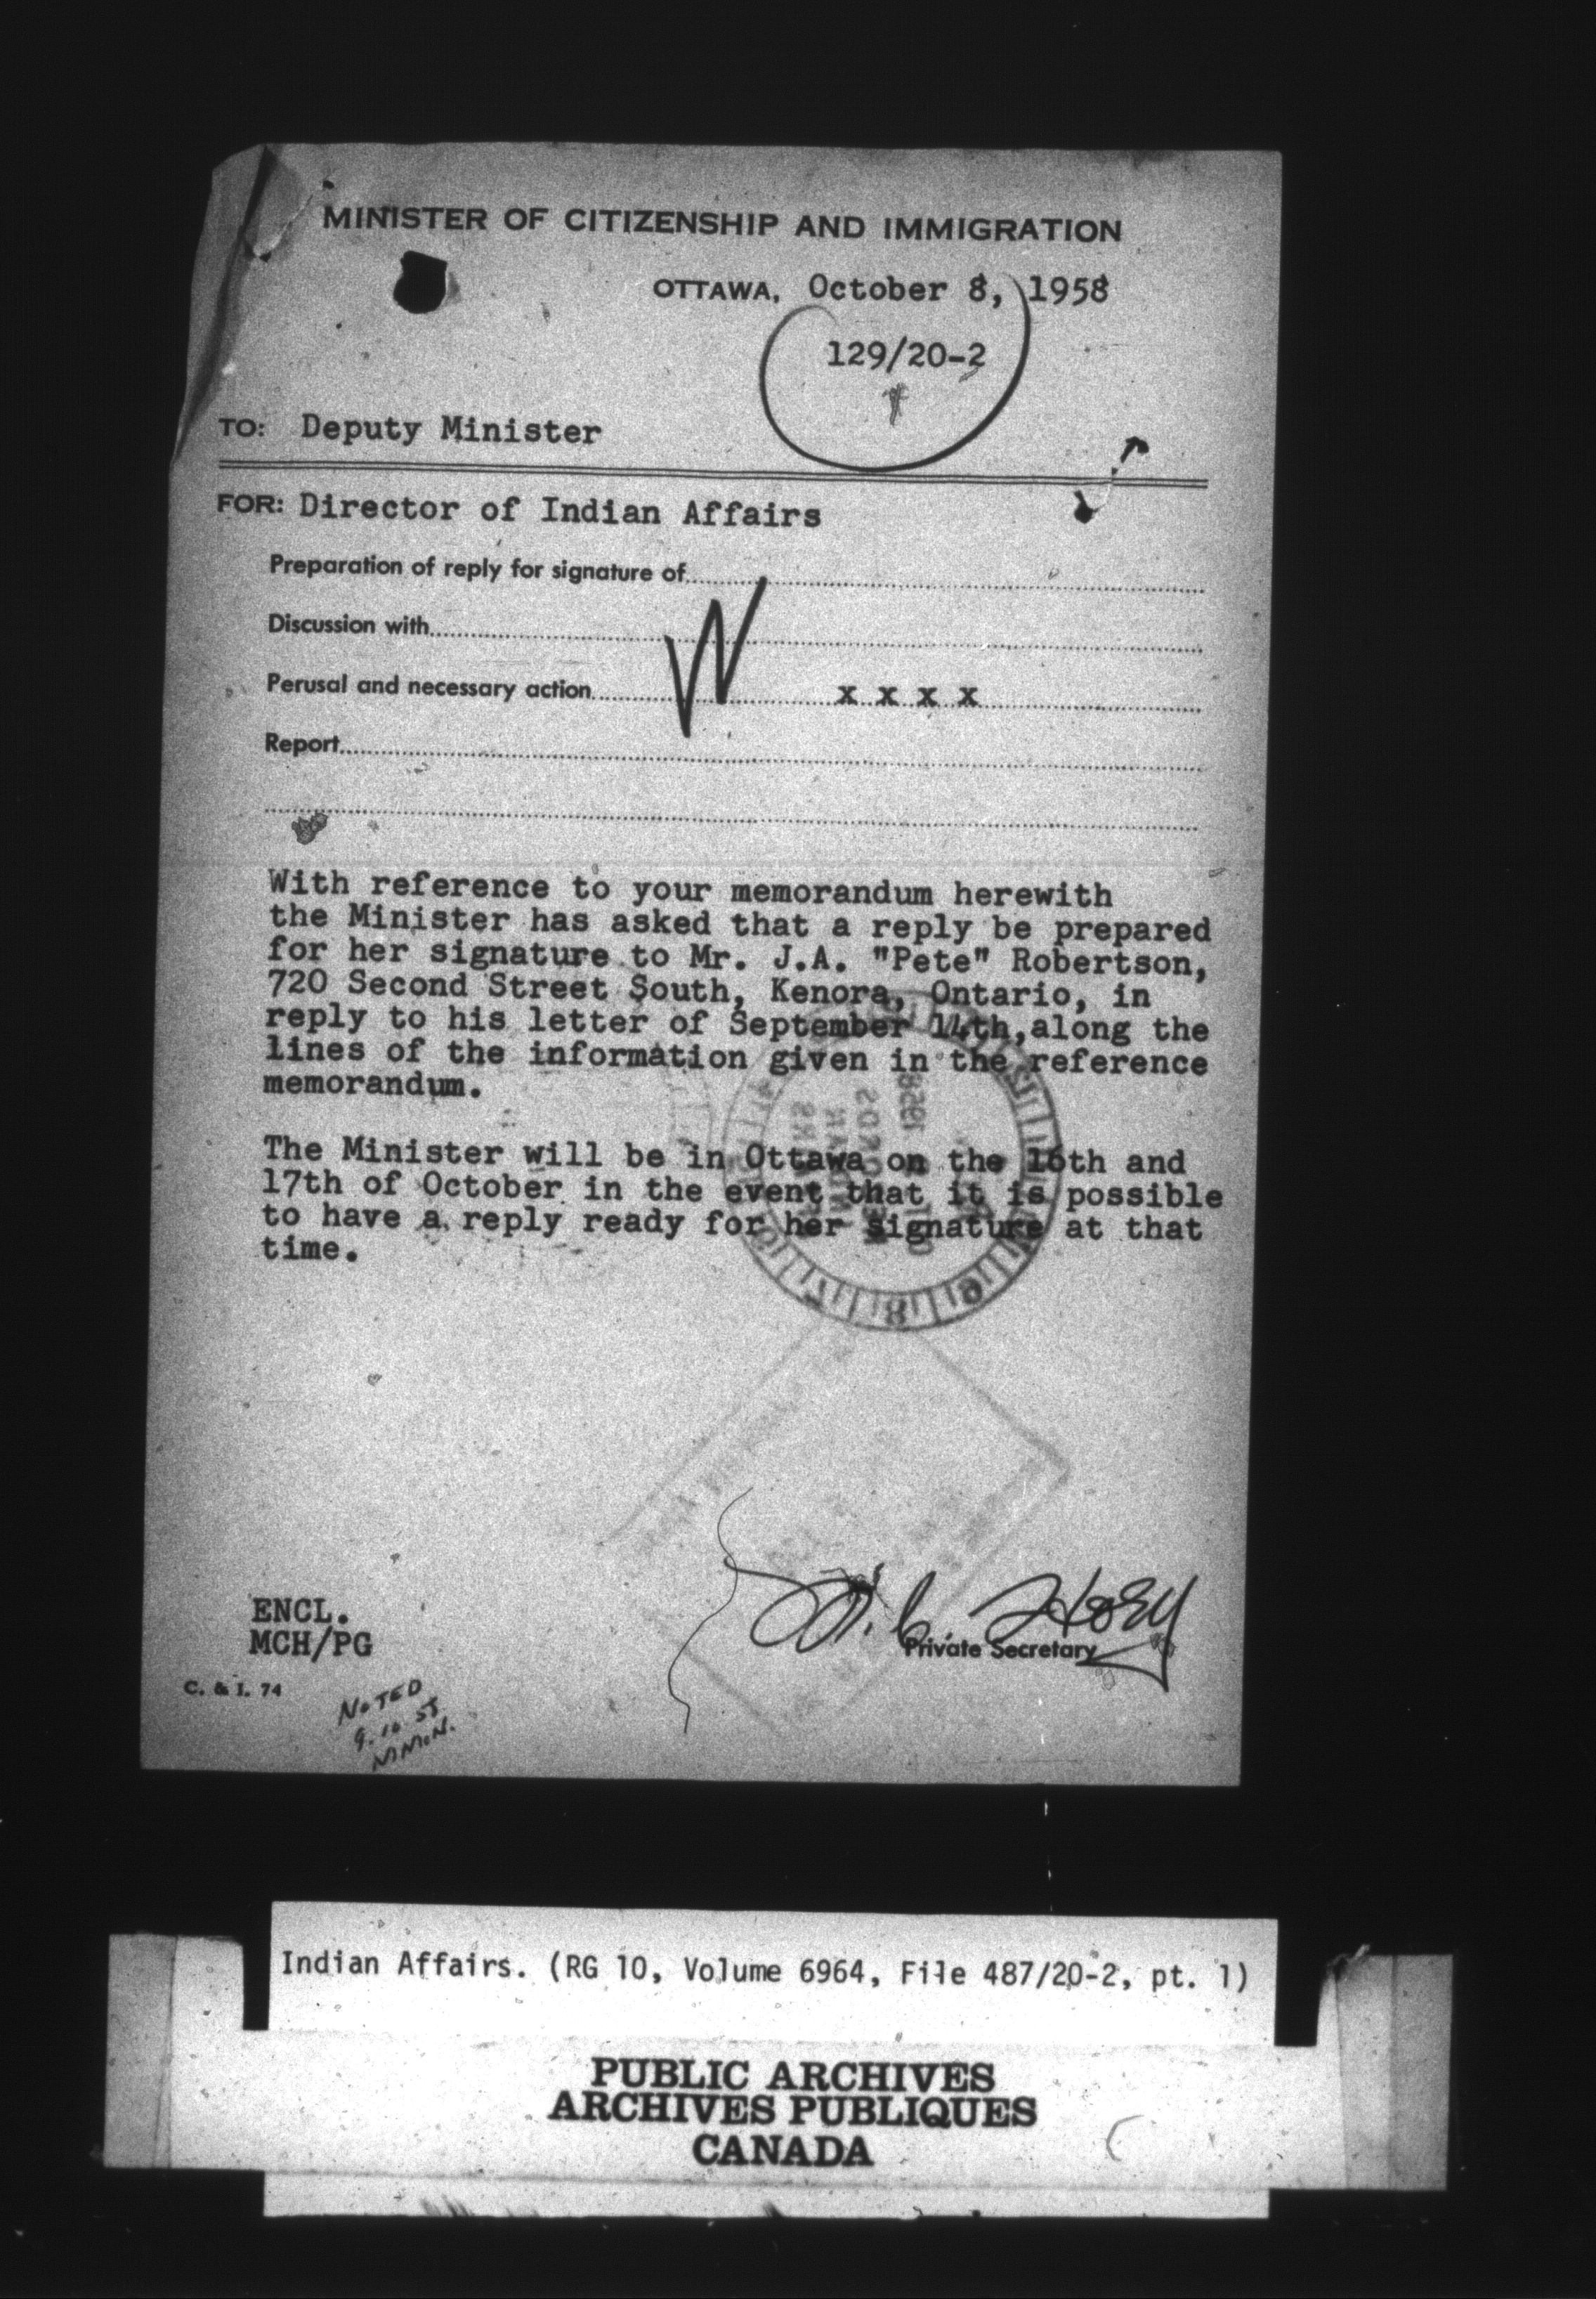 MINISTER OF CITIZENSHIP AND IMMIGRATION
OTTAWA, October 8, 1958
129/20-2
TO: Deputy Minister
FOR: Director of Indian Affairs
Preparation of reply for signature of
Discussion with
Perusal and necessary action x x x x
Report
With reference to your memorandum herewith
the Minister has asked that a reply be prepared
for her signature to Mr. J.A. "Pete" Robertson,
720 Second Street South, Kenora, Ontario, in
reply to his letter of September 14th,along the
lines of the information given in the reference
memorandum.
The Minister will be in Ottawa on the 16th and
17th of October in the event that it is possible
to have a reply ready for her signature at that
time.
ENCL.
MCH/PG
Private Secretary
C. & I. 74
NOTED
9.10.58
Indian Affairs. (RG 10, Volume 6964, File 487/20-2, pt. 1)
PUBLIC ARCHIVES
ARCHIVES PUBLIQUES
CANADA